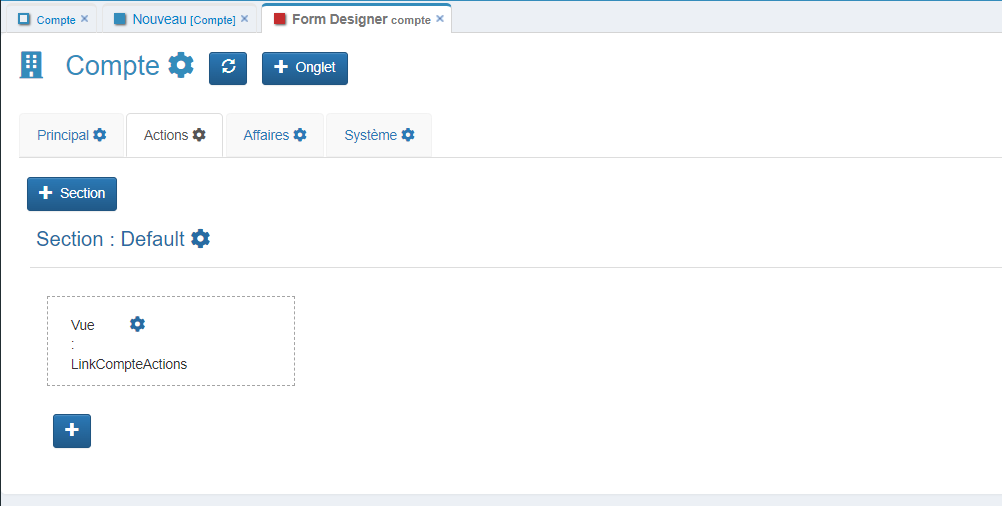 Compte × Nouveau [Compte] × Form Designer compte ×
Compte Onglet
Principal Actions Affaires Système
Section
Section : Default
Vue
:
LinkCompteActions